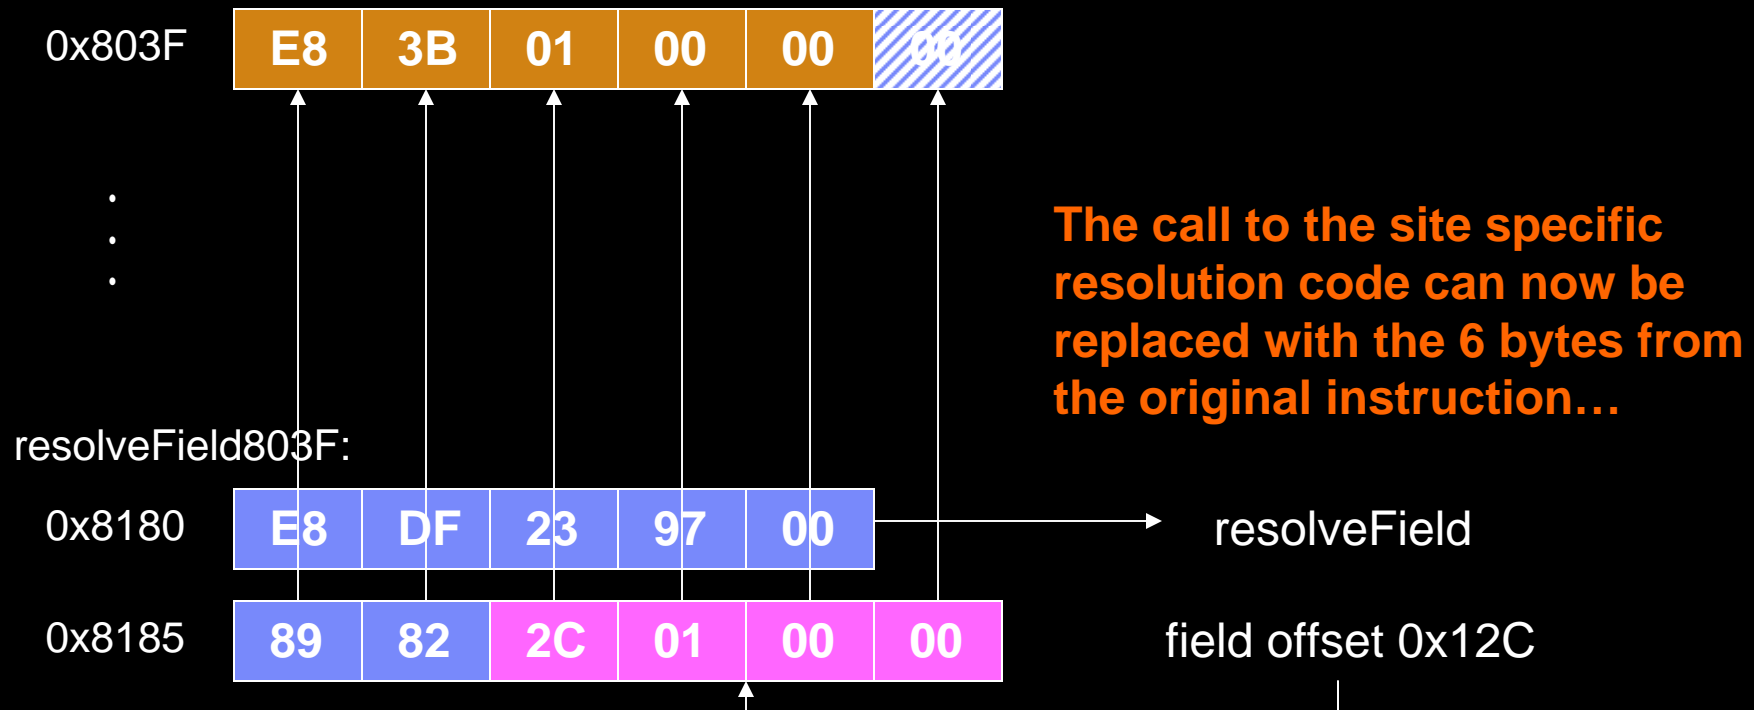 0x803F E8 3B 01 00 00 00
The call to the site specific
resolution code can now be
replaced with the 6 bytes from
the original instruction…
resolveField803F:
0x8180 E8 DF 23 97 00 resolveField
0x8185 89 82 2C 01 00 00 field offset 0x12C